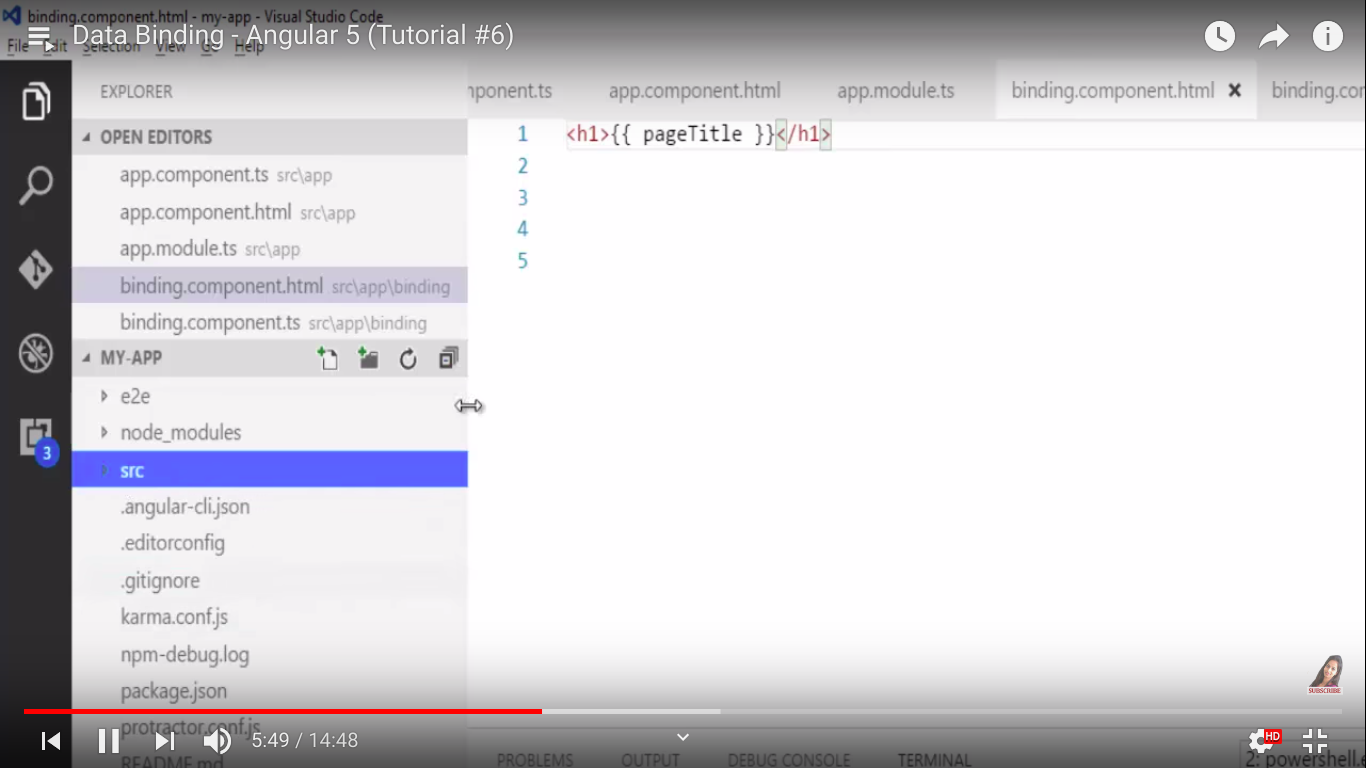 binding.component.html - my-app - Visual Studio Code
Data Binding - Angular 5 (Tutorial #6)
File Edit Selection View Go Help
EXPLORER
OPEN EDITORS
app.component.ts src\app
app.component.html src\app
app.module.ts src\app
binding.component.html src\app\binding
binding.component.ts src\app\binding
MY-APP
e2e
node_modules
src
.angular-cli.json
.editorconfig
.gitignore
karma.conf.js
npm-debug.log
package.json
protractor.conf.js
README.md
3
nponent.ts app.component.html app.module.ts binding.component.html binding.cor
1 <h1>{{ pageTitle }}</h1>
2
3
4
5
SUBSCRIBE
5:49 / 14:48
HD
PROBLEMS OUTPUT DEBUG CONSOLE TERMINAL 2: powershell.e